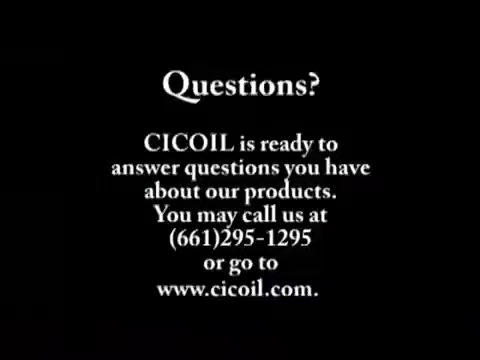 Questions?
CICOIL is ready to
answer questions you have
about our products.
You may call us at
(661)295-1295
or go to
www.cicoil.com.